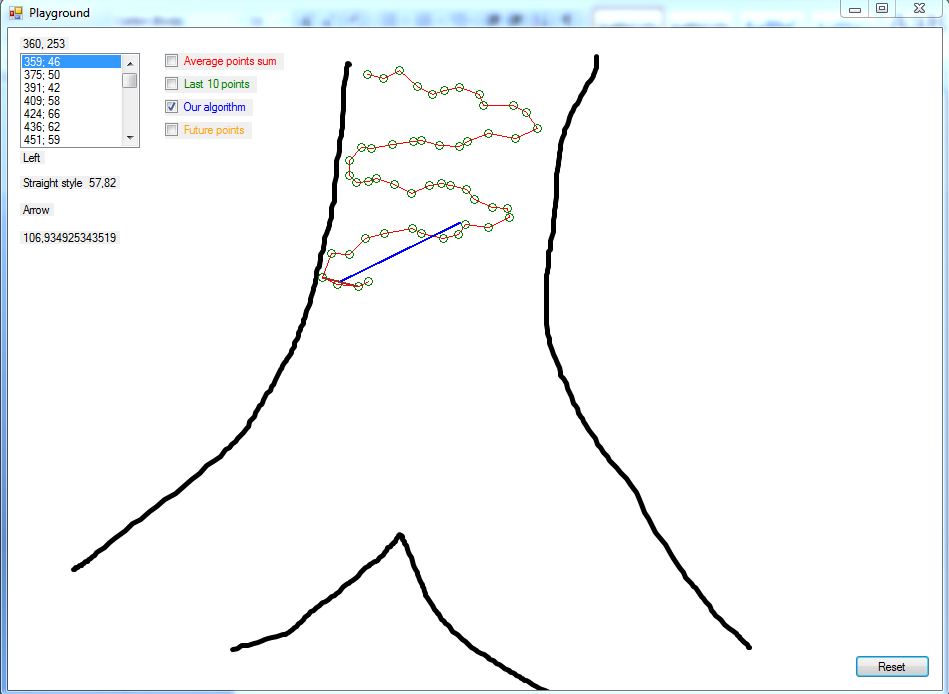 Playground
360, 253
359; 46
375; 50
391; 42
409; 58
424; 66
436; 62
451; 59
Average points sum
Last 10 points
Our algorithm
Future points
Left
Straight style 57,82
Arrow
106,934925343519
Reset